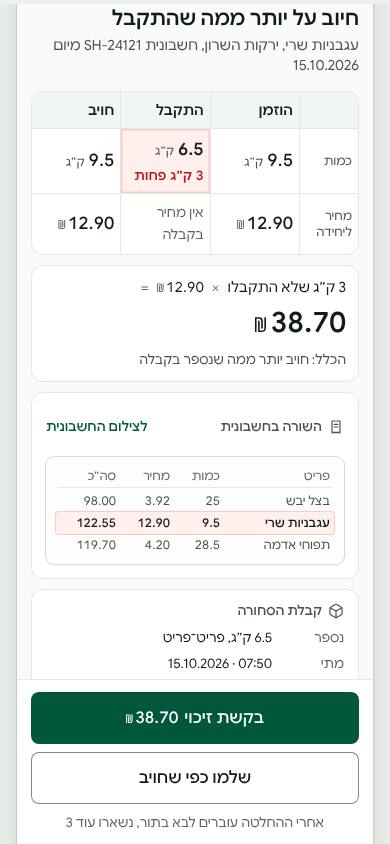 חיוב על יותר ממה שהתקבל
עגבניות שרי, ירקות השרון, חשבונית SH-24121 מיום
15.10.2026
הוזמן התקבל חויב
כמות 9.5 ק״ג 6.5 ק״ג 9.5 ק״ג
3 ק״ג פחות
מחיר ליחידה ₪12.90 אין מחיר בקבלה ₪12.90
3 ק״ג שלא התקבלו × ₪12.90 =
₪38.70
הכלל: חויב יותר ממה שנספר בקבלה
השורה בחשבונית לצילום החשבונית
פריט כמות מחיר סה״כ
בצל יבש 25 3.92 98.00
עגבניות שרי 9.5 12.90 122.55
תפוחי אדמה 28.5 4.20 119.70
קבלת הסחורה
נספר 6.5 ק״ג, פריט־פריט
מתי 15.10.2026 · 07:50
בקשת זיכוי ₪38.70
שלמו כפי שחויב
אחרי ההחלטה עוברים לבא בתור, נשארו עוד 3